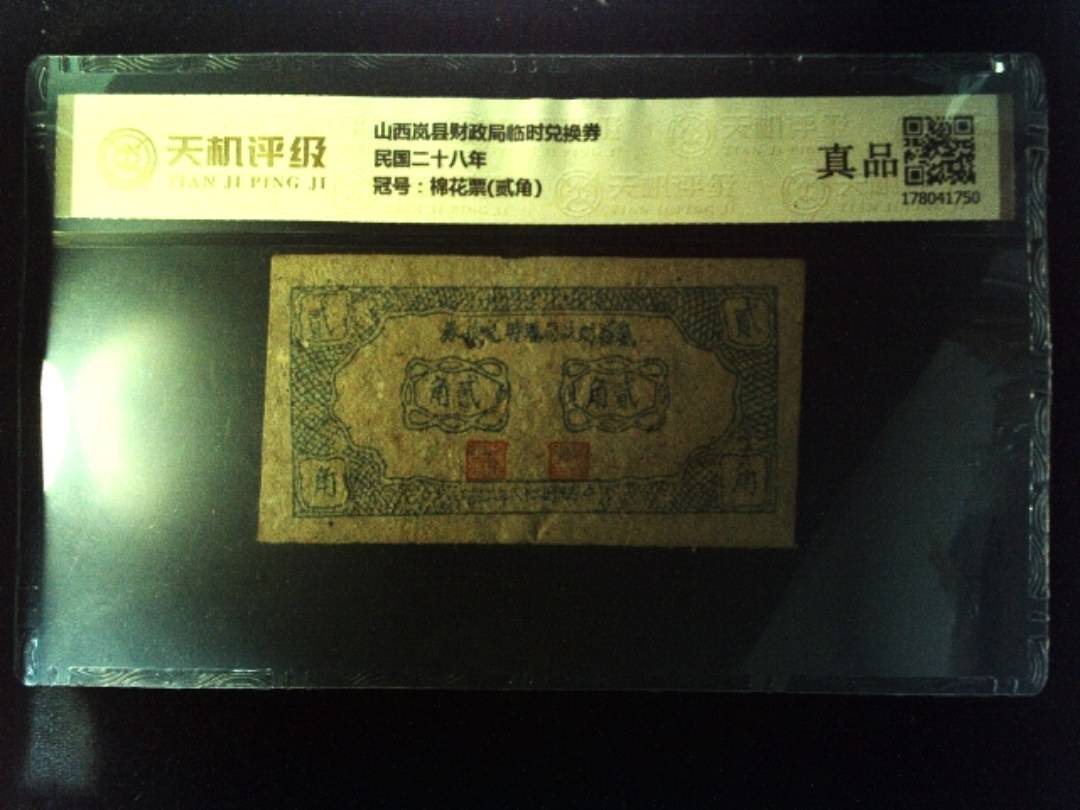 天机评级
TIAN JI PING JI
山西岚县财政局临时兑换券
民国二十八年
冠号：棉花票(贰角)
真品
178041750
贰
贰
角贰
角贰
角
角